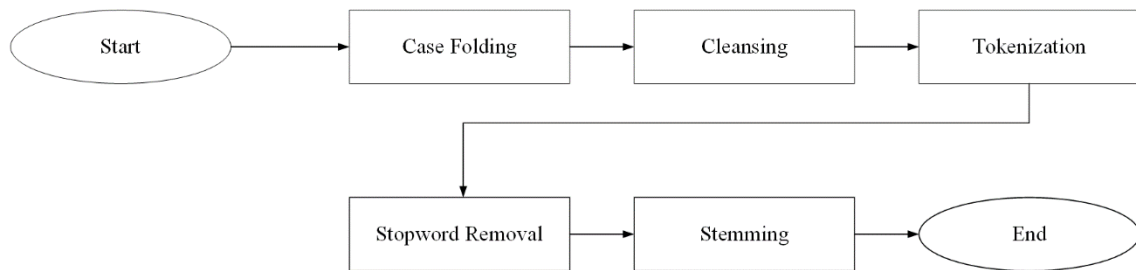 Start
Case Folding
Cleansing
Tokenization
Stopword Removal
Stemming
End